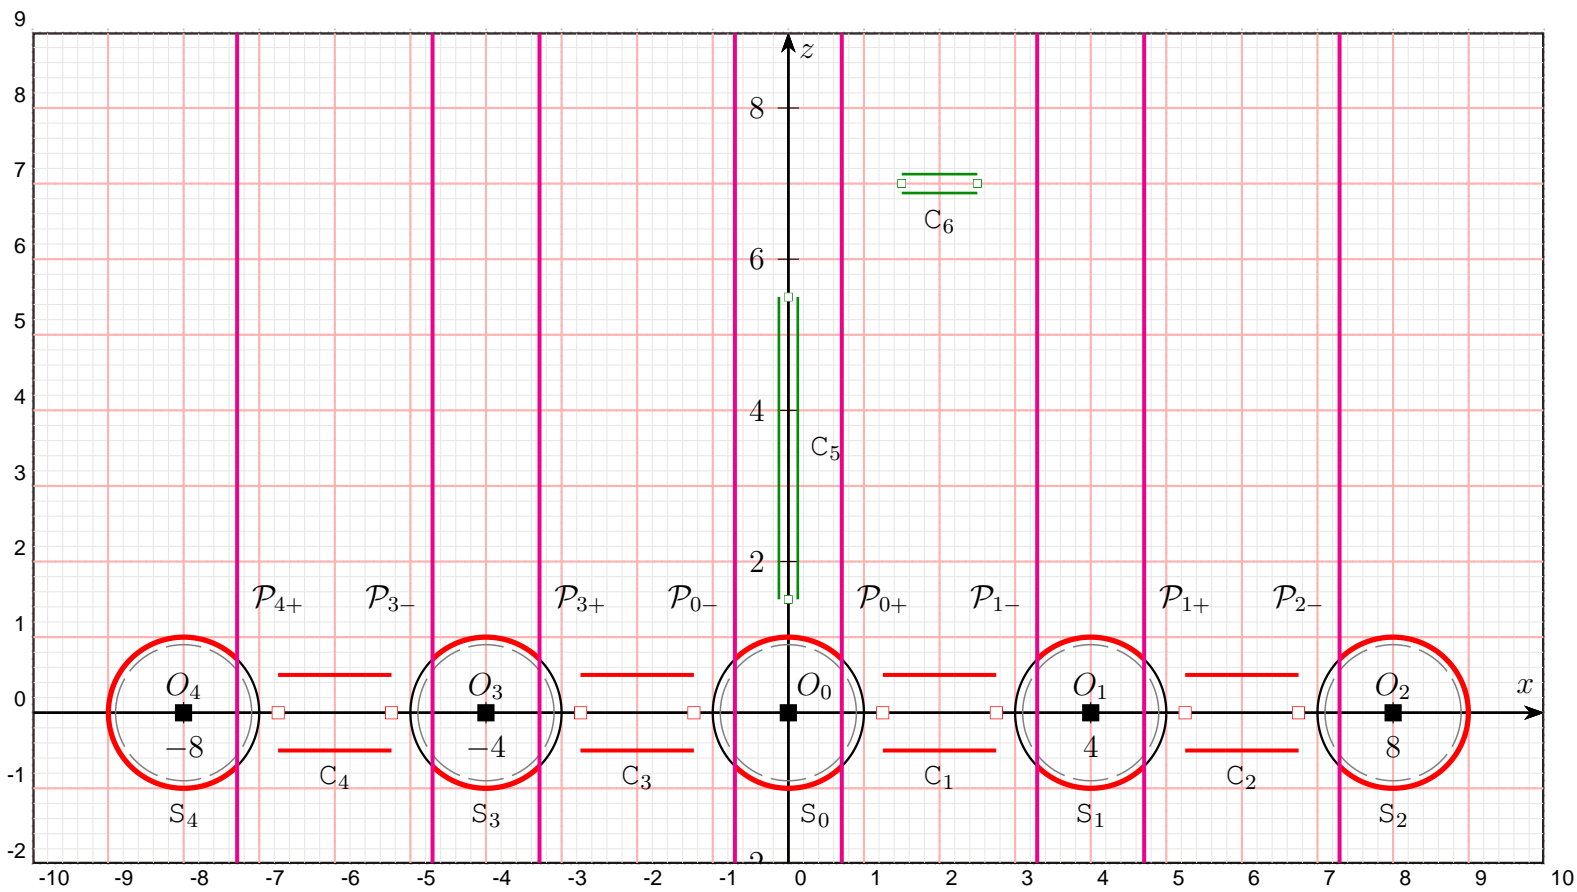 9
z
8 8
7
C₆
6 6
5
4 4
C₅
3
2 2
𝒫₄₊ 𝒫₃₋ 𝒫₃₊ 𝒫₀₋ 𝒫₀₊ 𝒫₁₋ 𝒫₁₊ 𝒫₂₋
1
O₄ O₃ O₀ O₁ O₂ x
0
−8 −4 4 8
-1 C₄ C₃ C₁ C₂
S₄ S₃ S₀ S₁ S₂
-2
-10 -9 -8 -7 -6 -5 -4 -3 -2 -1 0 1 2 3 4 5 6 7 8 9 10